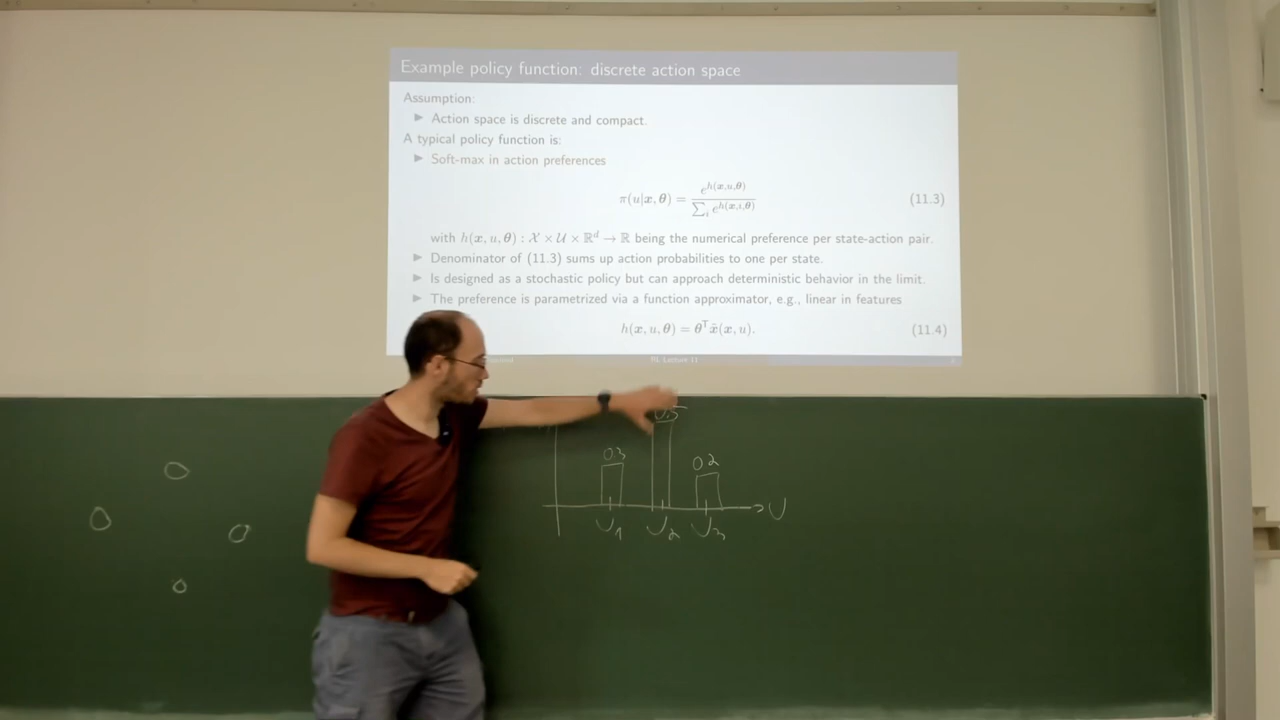 Example policy function: discrete action space
Assumption:
▶ Action space is discrete and compact.
A typical policy function is:
▶ Soft-max in action preferences
π(u|x, θ) = e^{h(x,u,θ)} / ∑_i e^{h(x,i,θ)} (11.3)
with h(x, u, θ) : X × U × ℝ^d → ℝ being the numerical preference per state-action pair.
▶ Denominator of (11.3) sums up action probabilities to one per state.
▶ Is designed as a stochastic policy but can approach deterministic behavior in the limit.
▶ The preference is parametrized via a function approximator, e.g., linear in features
h(x, u, θ) = θ^T x̃(x, u). (11.4)
RL Lecture 11
0.5
0.3
0.2
U
U1 U2 U3